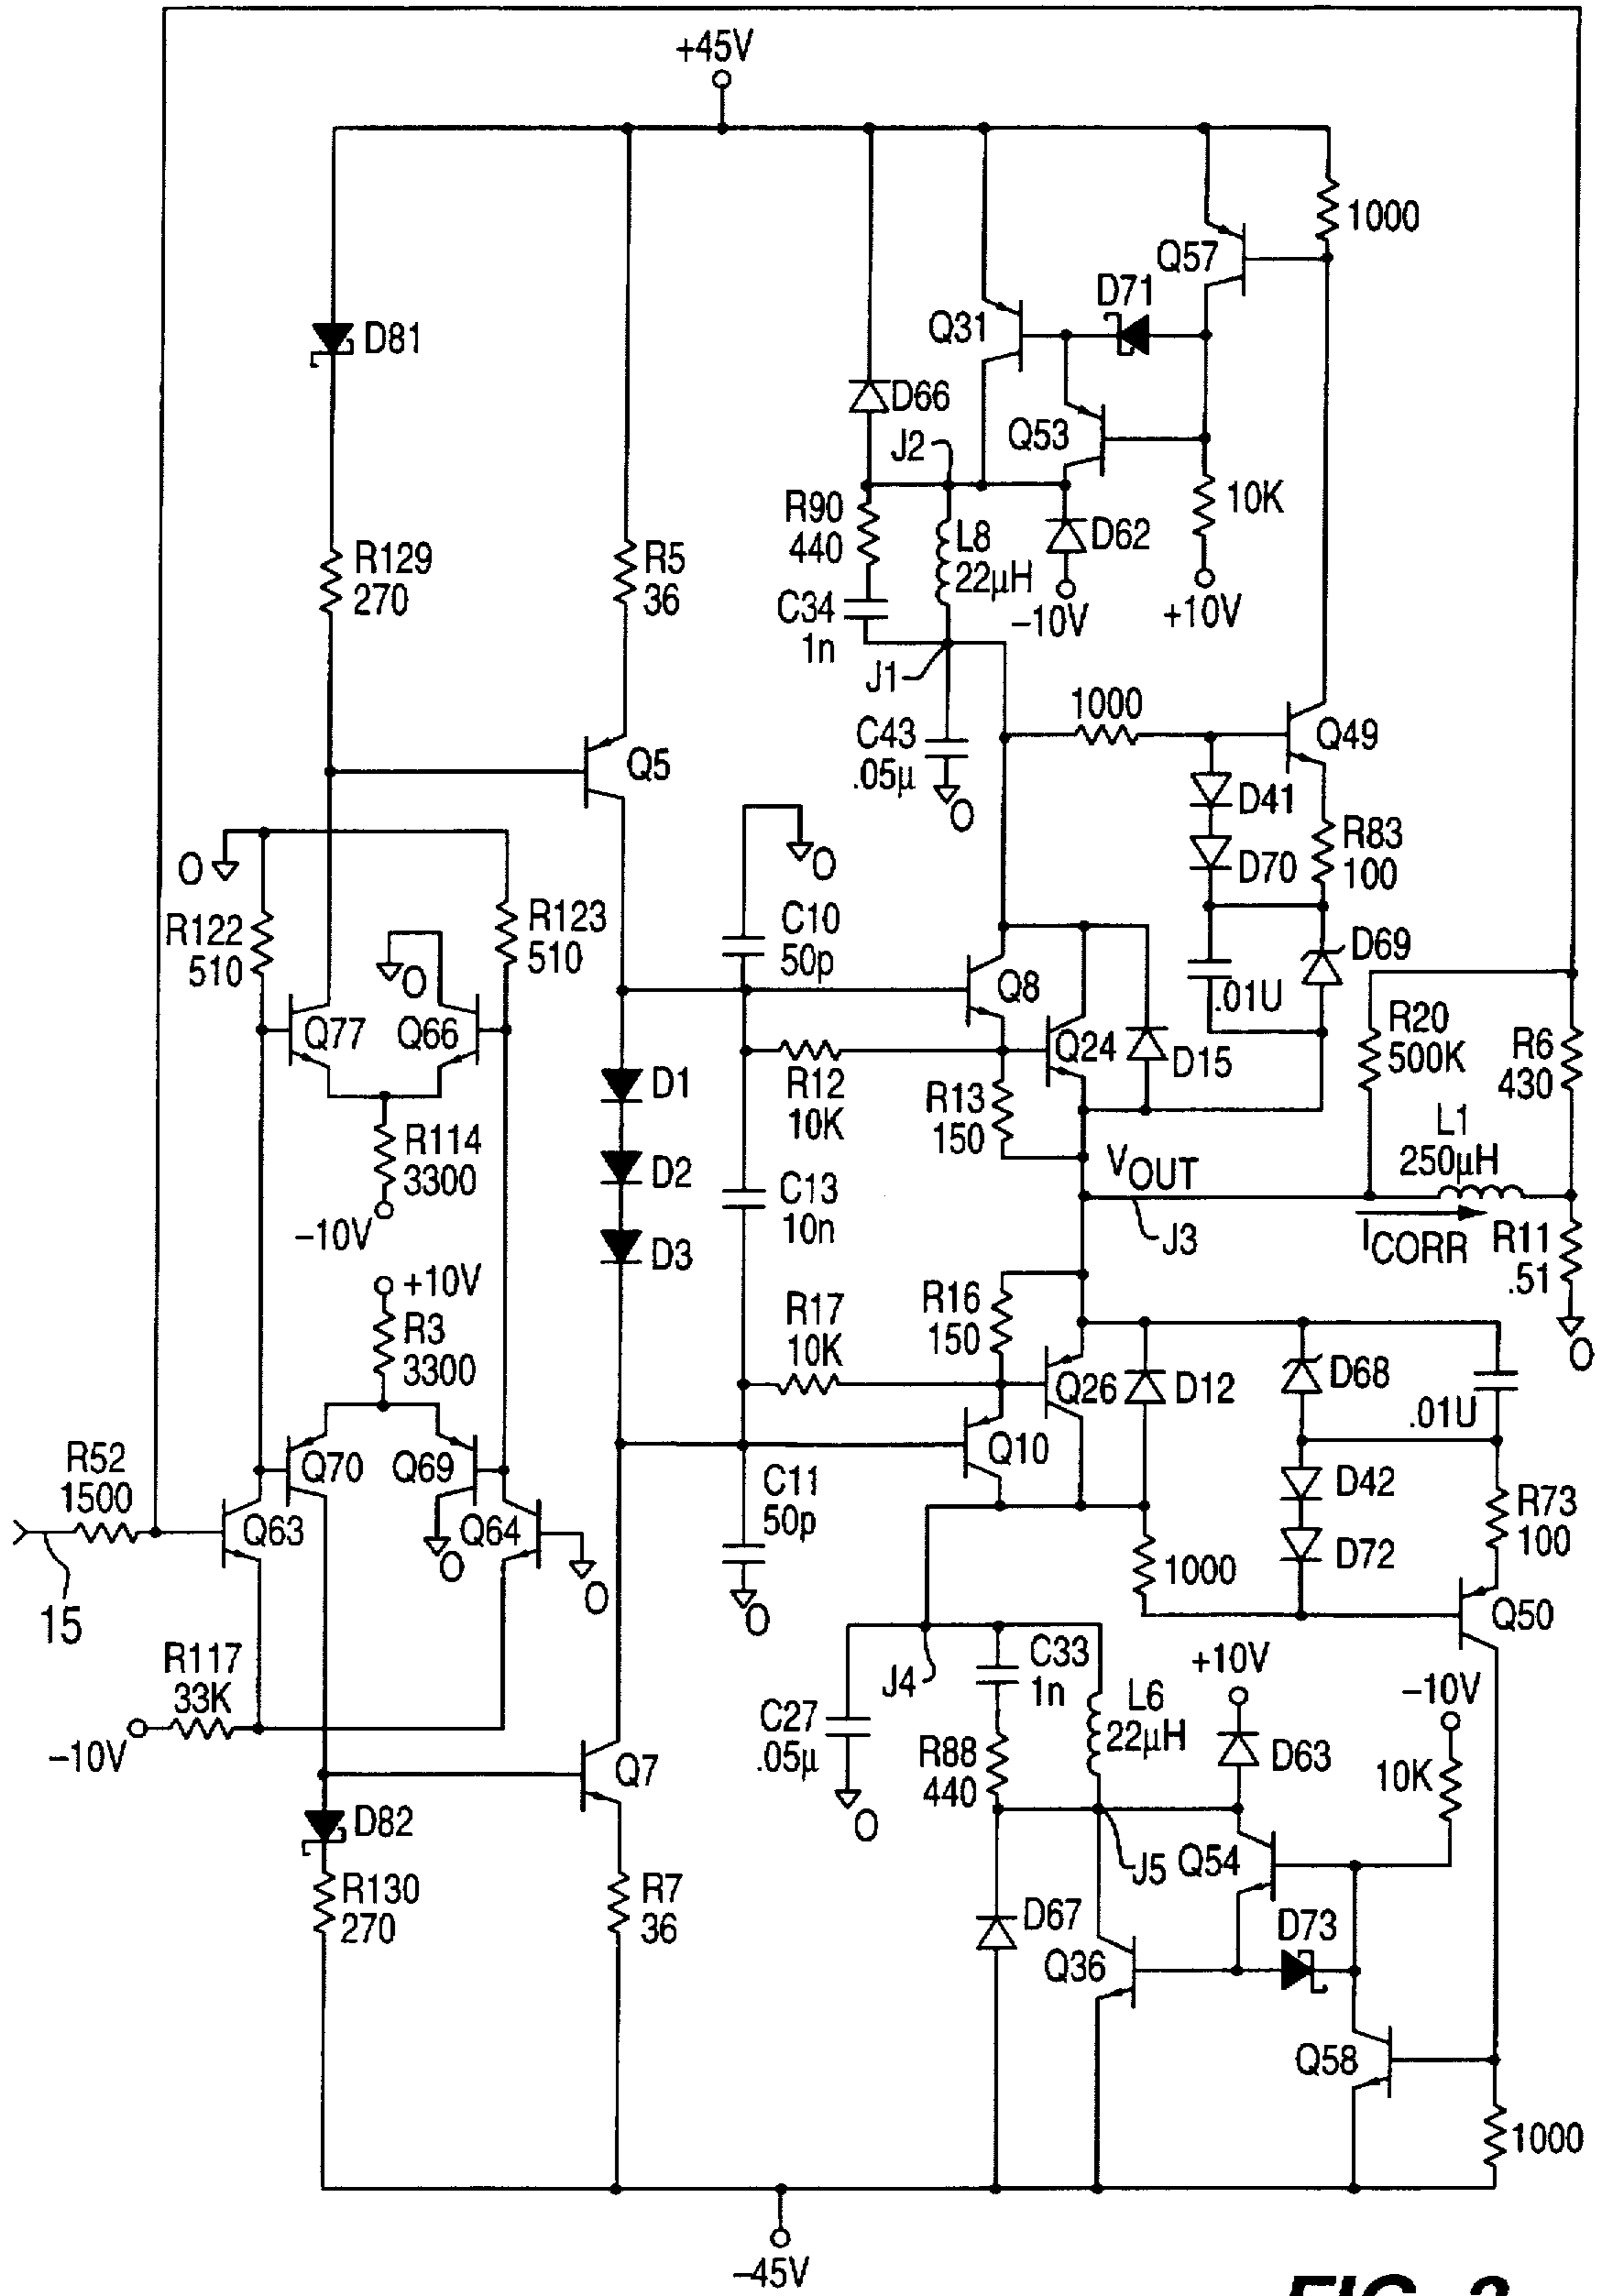 +45V
1000
Q57
D71
Q31
D81
D66
Q53
J2
10K
R90
440
L8
22μH
D62
R129
270
R5
36
C34
1n
−10V
+10V
J1
1000
Q49
C43
.05μ
Q5
D41
O
R83
100
D70
O
O
R122
510
R123
510
C10
50p
D69
O
Q8
.01U
R20
500K
Q77
Q66
Q24
D15
R6
430
D1
R12
10K
R13
150
R114
3300
L1
250μH
D2
VOUT
C13
10n
−10V
J3
ICORR
R11
.51
D3
+10V
R3
3300
R17
10K
R16
150
O
D68
Q26
D12
.01U
R52
1500
Q70
Q69
Q10
D42
R73
100
C11
50p
Q63
Q64
O
D72
1000
O
15
O
Q50
R117
33K
C33
1n
+10V
J4
−10V
L6
22μH
C27
.05μ
−10V
R88
440
D63
Q7
10K
D82
O
J5
Q54
R130
270
R7
36
D67
D73
Q36
Q58
1000
−45V